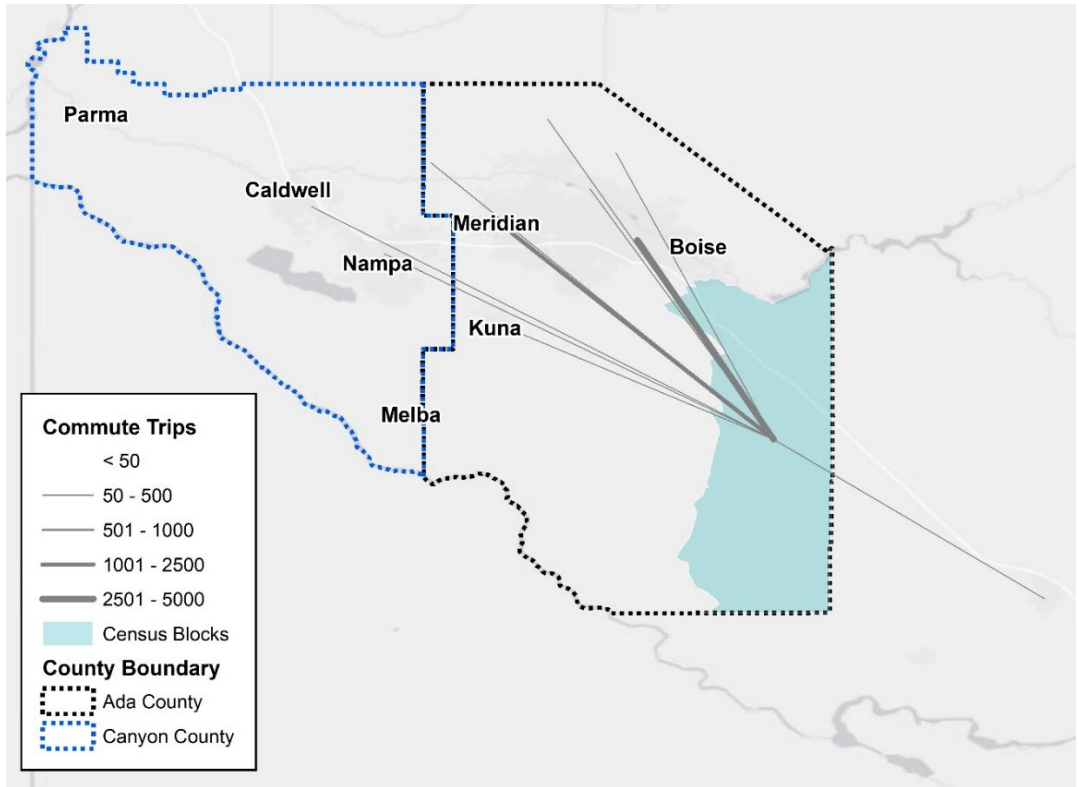 Parma
Caldwell
Meridian
Boise
Nampa
Kuna
Melba
Commute Trips
< 50
50 - 500
501 - 1000
1001 - 2500
2501 - 5000
Census Blocks
County Boundary
Ada County
Canyon County